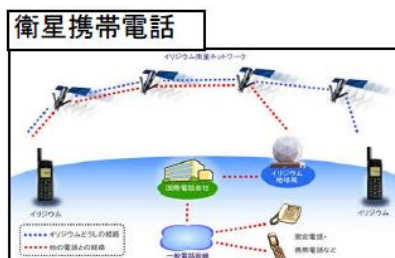 衛星携帯電話
イリジウム衛星ネットワーク
イリジウム
国際電話会社
イリジウム
地球局
イリジウム
イリジウムどうしの経路
他の電話との経路
一般電話回線
固定電話・
携帯電話など